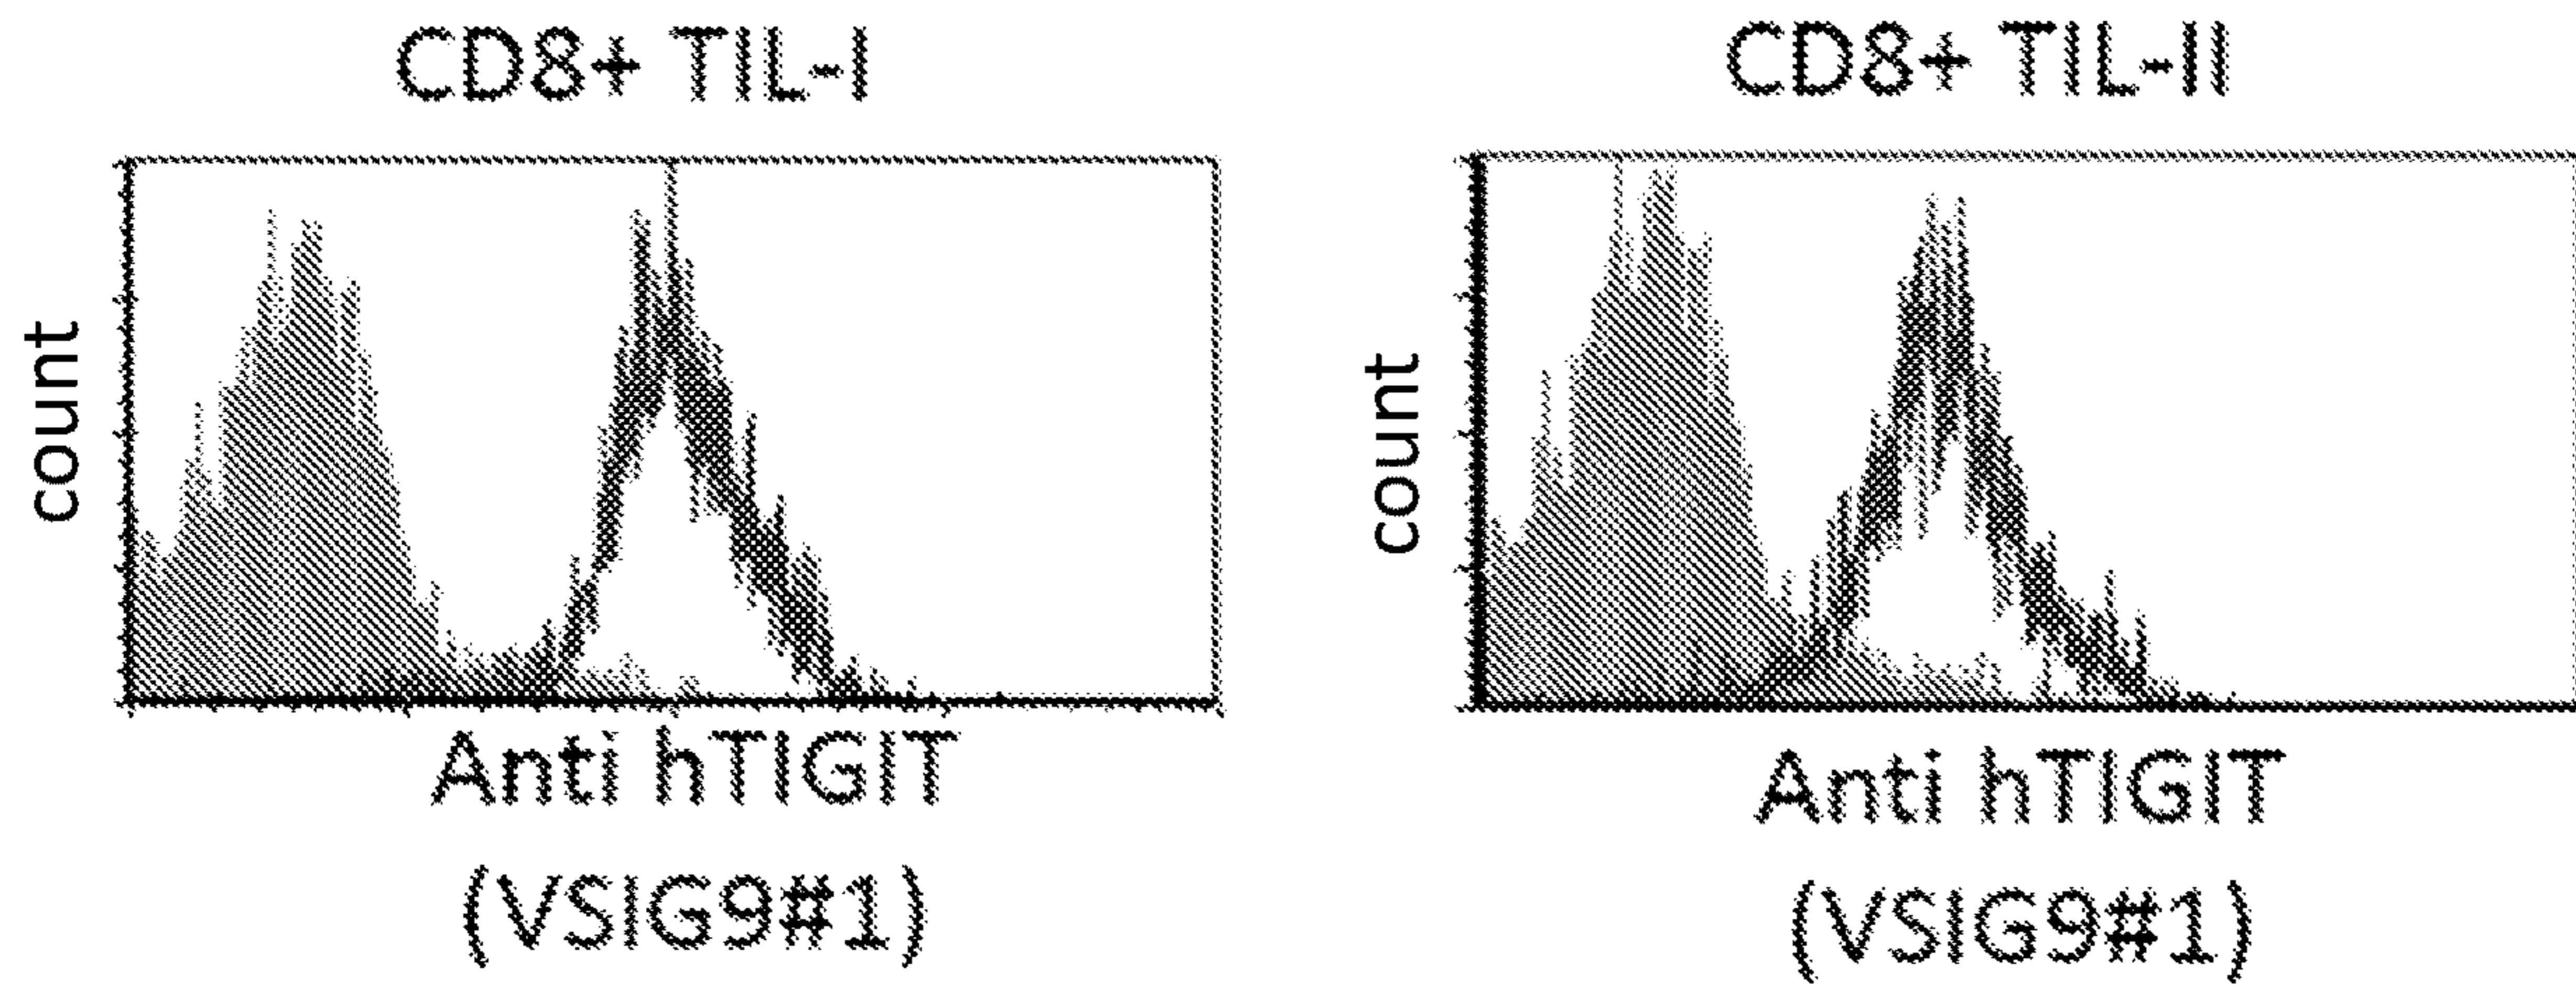 CD8+ TIL-I
count
Anti hTIGIT
(VSIG9#1)
CD8+ TIL-II
count
Anti hTIGIT
(VSIG9#1)